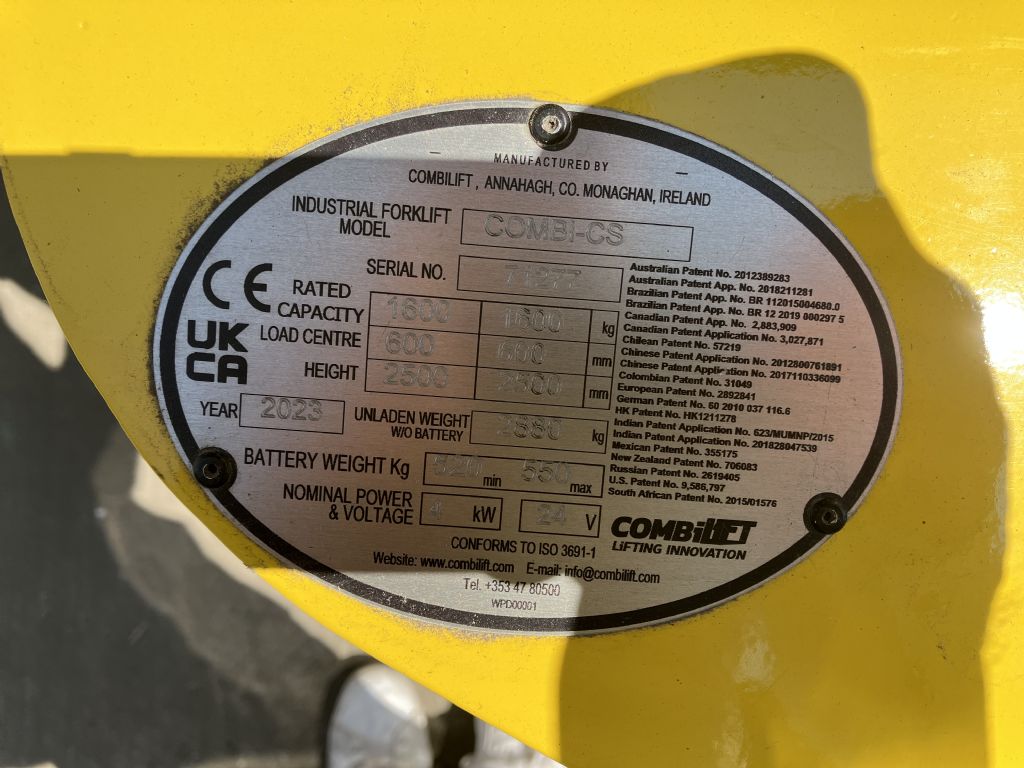 MANUFACTURED BY
COMBILIFT, ANNAHAGH, CO. MONAGHAN, IRELAND
INDUSTRIAL FORKLIFT MODEL COMBI-CS
SERIAL NO. 71277
CE
UK
CA
RATED CAPACITY 1600 1600 kg
LOAD CENTRE 600 600 mm
HEIGHT 2500 2500 mm
YEAR 2023
UNLADEN WEIGHT W/O BATTERY kg
BATTERY WEIGHT Kg 520 min 550 max
NOMINAL POWER & VOLTAGE 4 kW 24 V
Australian Patent No. 2012389283
Australian Patent App. No. 2018211281
Brazilian Patent App. No. BR 112015004680.0
Brazilian Patent App. No. BR 12 2019 000297 5
Canadian Patent App. No. 2,883,909
Canadian Patent Application No. 3,027,871
Chilean Patent No. 57219
Chinese Patent Application No. 2012800761891
Chinese Patent Application No. 2017110336099
Colombian Patent No. 31049
European Patent No. 2892841
German Patent No. 60 2010 037 116.6
HK Patent No. HK1211278
Indian Patent Application No. 623/MUMNP/2015
Indian Patent Application No. 201828047539
Mexican Patent No. 355175
New Zealand Patent No. 706083
Russian Patent No. 2619405
U.S. Patent No. 9,586,797
South African Patent No. 2015/01576
COMBiLIFT
LiFTING INNOVATION
CONFORMS TO ISO 3691-1
Website: www.combilift.com E-mail: info@combilift.com
Tel. +353 47 80500
WPD00001